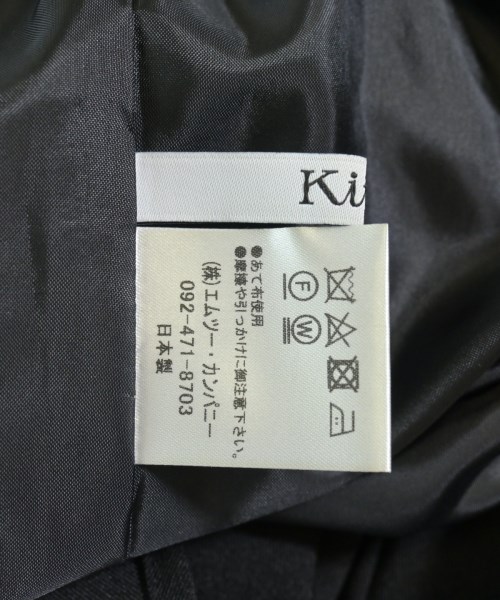 Ki
F
W
●あて布使用
●摩擦や引っかけに御注意下さい。
(株)エムツー・カンパニー
092-471-8703
日本製